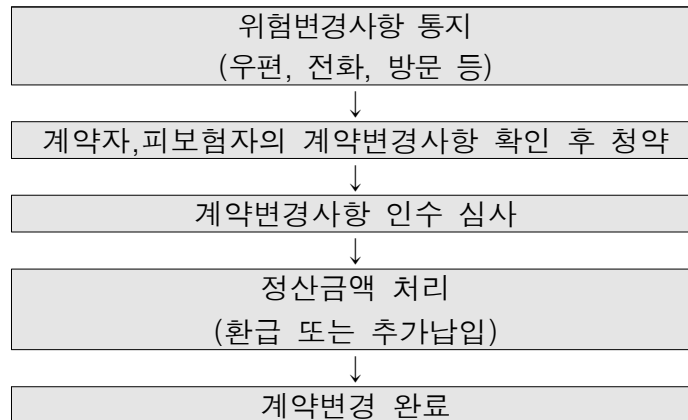 위험변경사항 통지
(우편, 전화, 방문 등)
↓
계약자,피보험자의 계약변경사항 확인 후 청약
↓
계약변경사항 인수 심사
↓
정산금액 처리
(환급 또는 추가납입)
↓
계약변경 완료